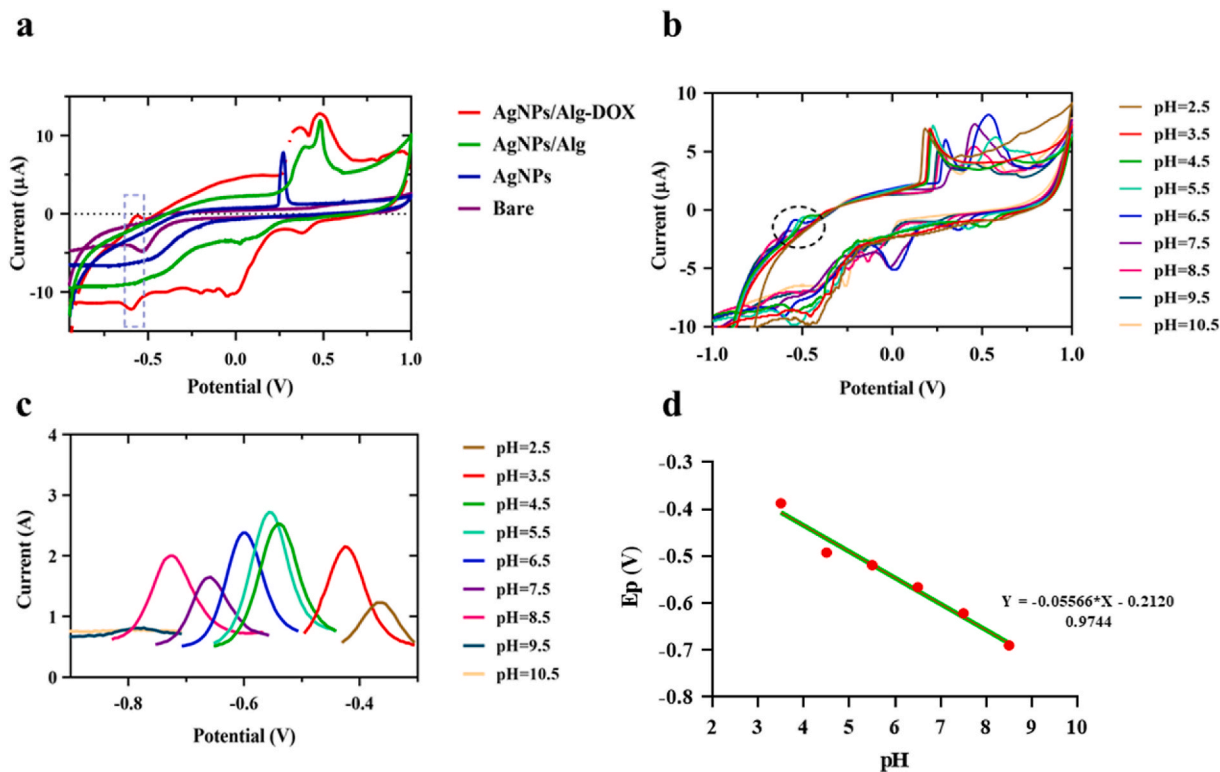 a
10
0
-10
-0.5
0.0
0.5
1.0
Current (µA)
Potential (V)
AgNPs/Alg-DOX
AgNPs/Alg
AgNPs
Bare
b
10
5
0
-5
-10
-1.0
-0.5
0.0
0.5
1.0
Current (µA)
Potential (V)
pH=2.5
pH=3.5
pH=4.5
pH=5.5
pH=6.5
pH=7.5
pH=8.5
pH=9.5
pH=10.5
c
4
3
2
1
0
-0.8
-0.6
-0.4
Current (A)
Potential (V)
pH=2.5
pH=3.5
pH=4.5
pH=5.5
pH=6.5
pH=7.5
pH=8.5
pH=9.5
pH=10.5
d
-0.3
-0.4
-0.5
-0.6
-0.7
-0.8
2
3
4
5
6
7
8
9
10
Ep (V)
pH
Y = -0.05566*X - 0.2120
0.9744